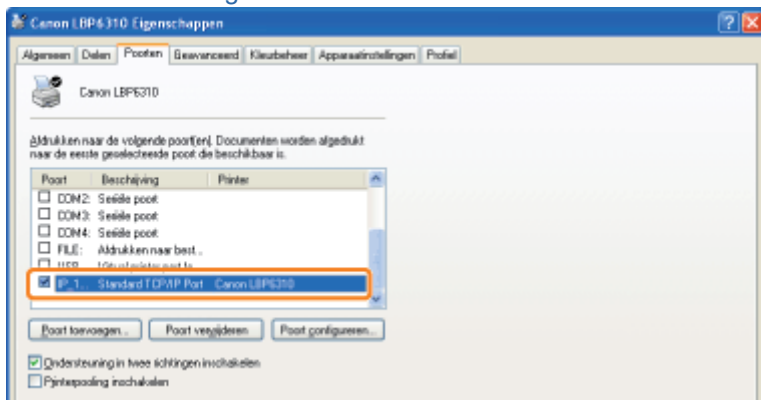 Canon LBP6310 Eigenschappen
Algemeen Delen Poorten Geavanceerd Kleurbeheer Apparaatinstellingen Profiel
Canon LBP6310
Afdrukken naar de volgende poort(en). Documenten worden afgedrukt
naar de eerste geselecteerde poort die beschikbaar is.
Poort Beschrijving Printer
COM2: Seriële poort
COM3: Seriële poort
COM4: Seriële poort
FILE: Afdrukken naar best...
IP_1... Standard TCP/IP Port Canon LBP6310
Poort toevoegen... Poort verwijderen Poort configureren...
Ondersteuning in twee richtingen inschakelen
Printerpooling inschakelen